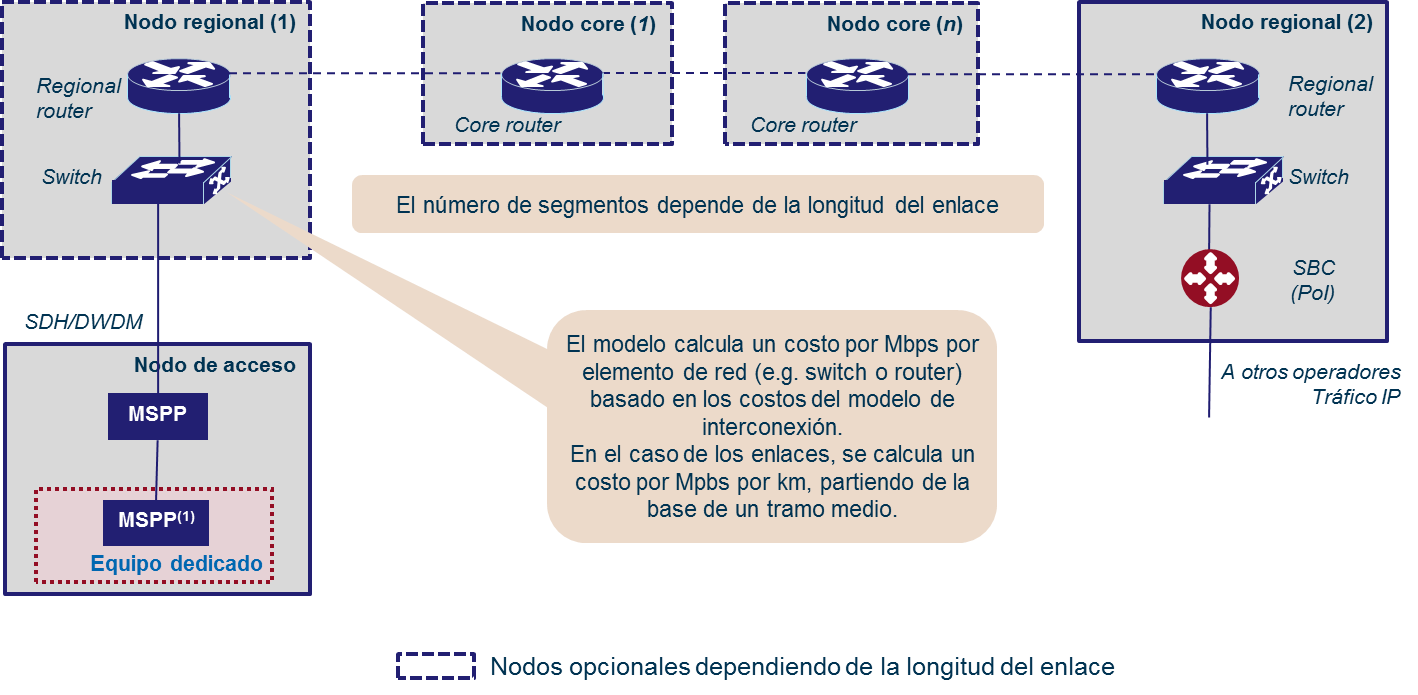 Nodo regional (1)
Regional
router
Switch
SDH/DWDM
Nodo core (1)
Core router
Nodo core (n)
Core router
Nodo regional (2)
Regional
router
Switch
SBC
(PoI)
A otros operadores
Tráfico IP
El número de segmentos depende de la longitud del enlace
El modelo calcula un costo por Mbps por
elemento de red (e.g. switch o router)
basado en los costos del modelo de
interconexión.
En el caso de los enlaces, se calcula un
costo por Mpbs por km, partiendo de la
base de un tramo medio.
Nodo de acceso
MSPP
MSPP(1)
Equipo dedicado
Nodos opcionales dependiendo de la longitud del enlace